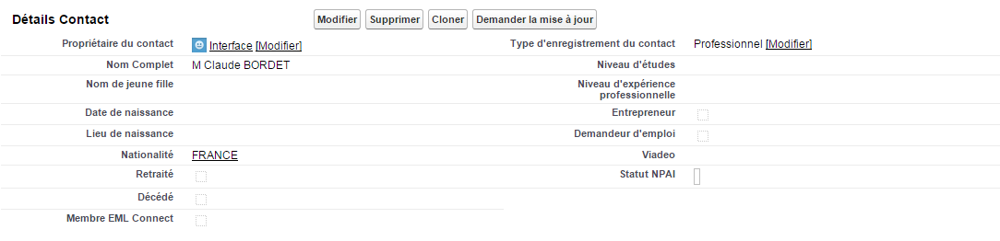 Détails Contact Modifier Supprimer Cloner Demander la mise à jour
Propriétaire du contact Interface [Modifier] Type d'enregistrement du contact Professionnel [Modifier]
Nom Complet M Claude BORDET Niveau d'études
Nom de jeune fille Niveau d'expérience
professionnelle
Date de naissance Entrepreneur
Lieu de naissance Demandeur d'emploi
Nationalité FRANCE Viadeo
Retraité Statut NPAI
Décédé
Membre EML Connect